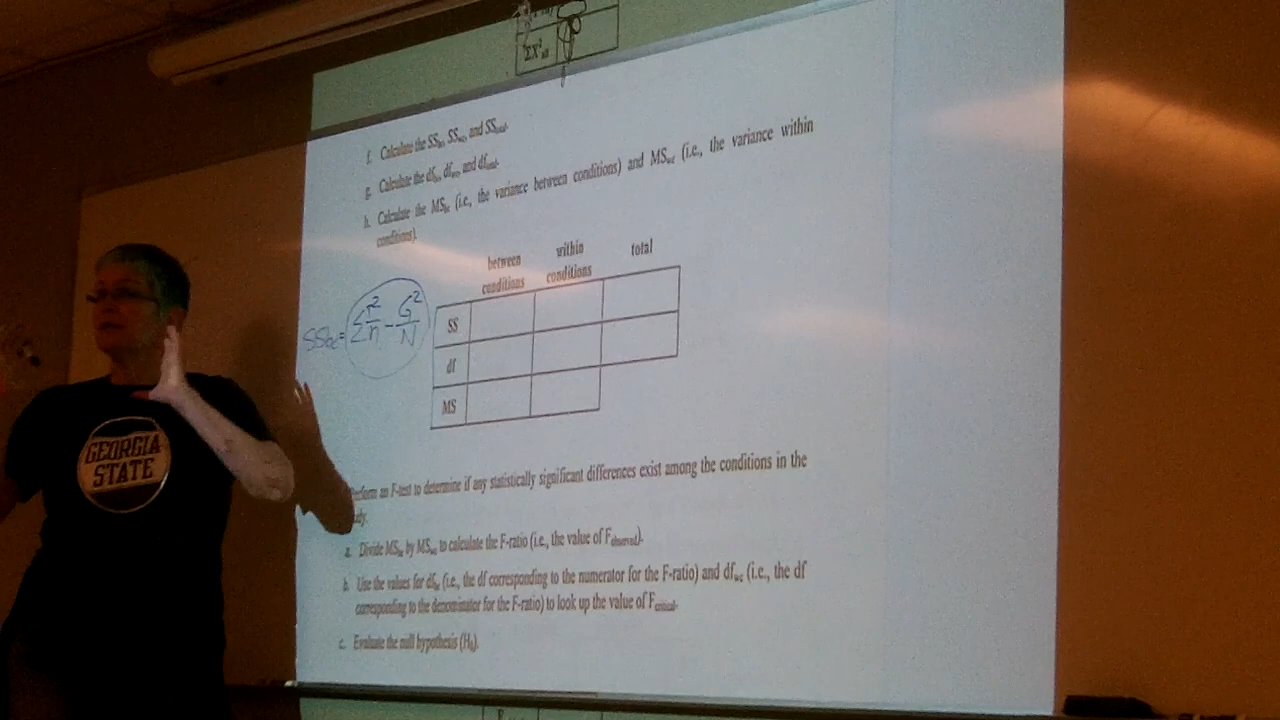 ΣX²
f. Calculate the SSbc, SSwc, and SStotal.
g. Calculate the dfbc, dfwc, and dftotal.
h. Calculate the MSbc (i.e., the variance between conditions) and MSwc (i.e., the variance within
conditions).
between conditions
within conditions
total
SSbc = ΣT²/n - G²/N
SS
df
MS
GEORGIA
STATE
Perform an F-test to determine if any statistically significant differences exist among the conditions in the
a. Divide MSbc by MSwc to calculate the F-ratio (i.e., the value of Fobserved).
b. Use the values for dfbc (i.e., the df corresponding to the numerator for the F-ratio) and dfwc (i.e., the df
corresponding to the denominator for the F-ratio) to look up the value of Fcritical.
c. Evaluate the null hypothesis (H0).